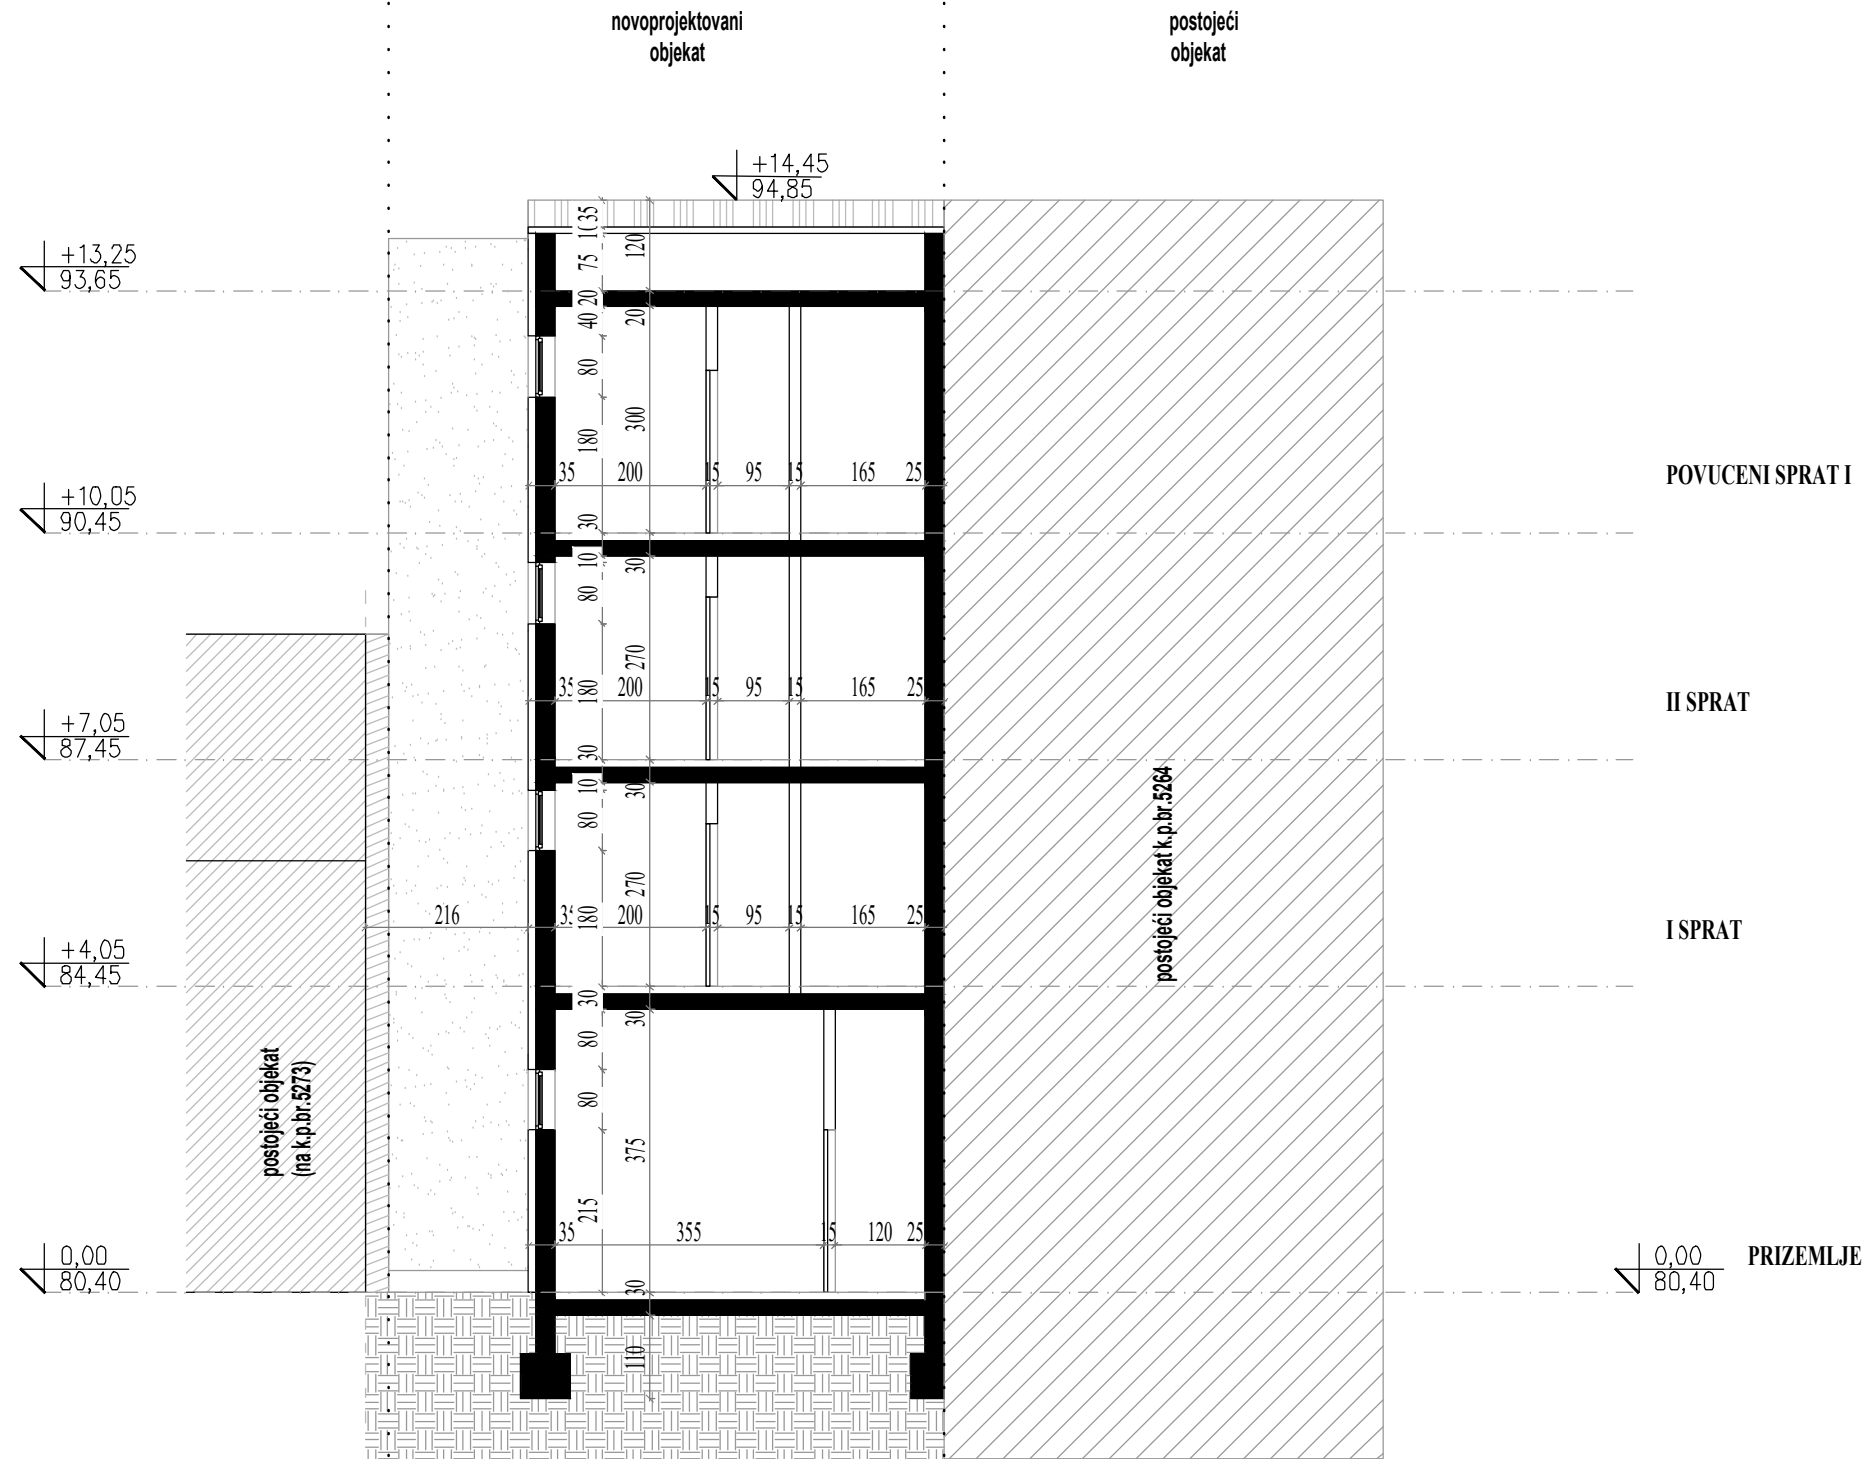 novoprojektovani
objekat
postojeći
objekat
+14,45
94,85
+13,25
93,65
35
10
75
20
40
80
180
30
120
20
300
35 200 15 95 15 165 25
POVUCENI SPRAT I
+10,05
90,45
10
80
180
30
30
270
35 200 15 95 15 165 25
II SPRAT
+7,05
87,45
10
80
180
30
30
270
216 35 200 15 95 15 165 25
I SPRAT
+4,05
84,45
postojeći objekat k.p.br.5264
80
80
215
30
375
35 355 15 120 25
postojeći objekat
(na k.p.br.5273)
0,00
80,40
30
110
0,00
80,40
PRIZEMLJE